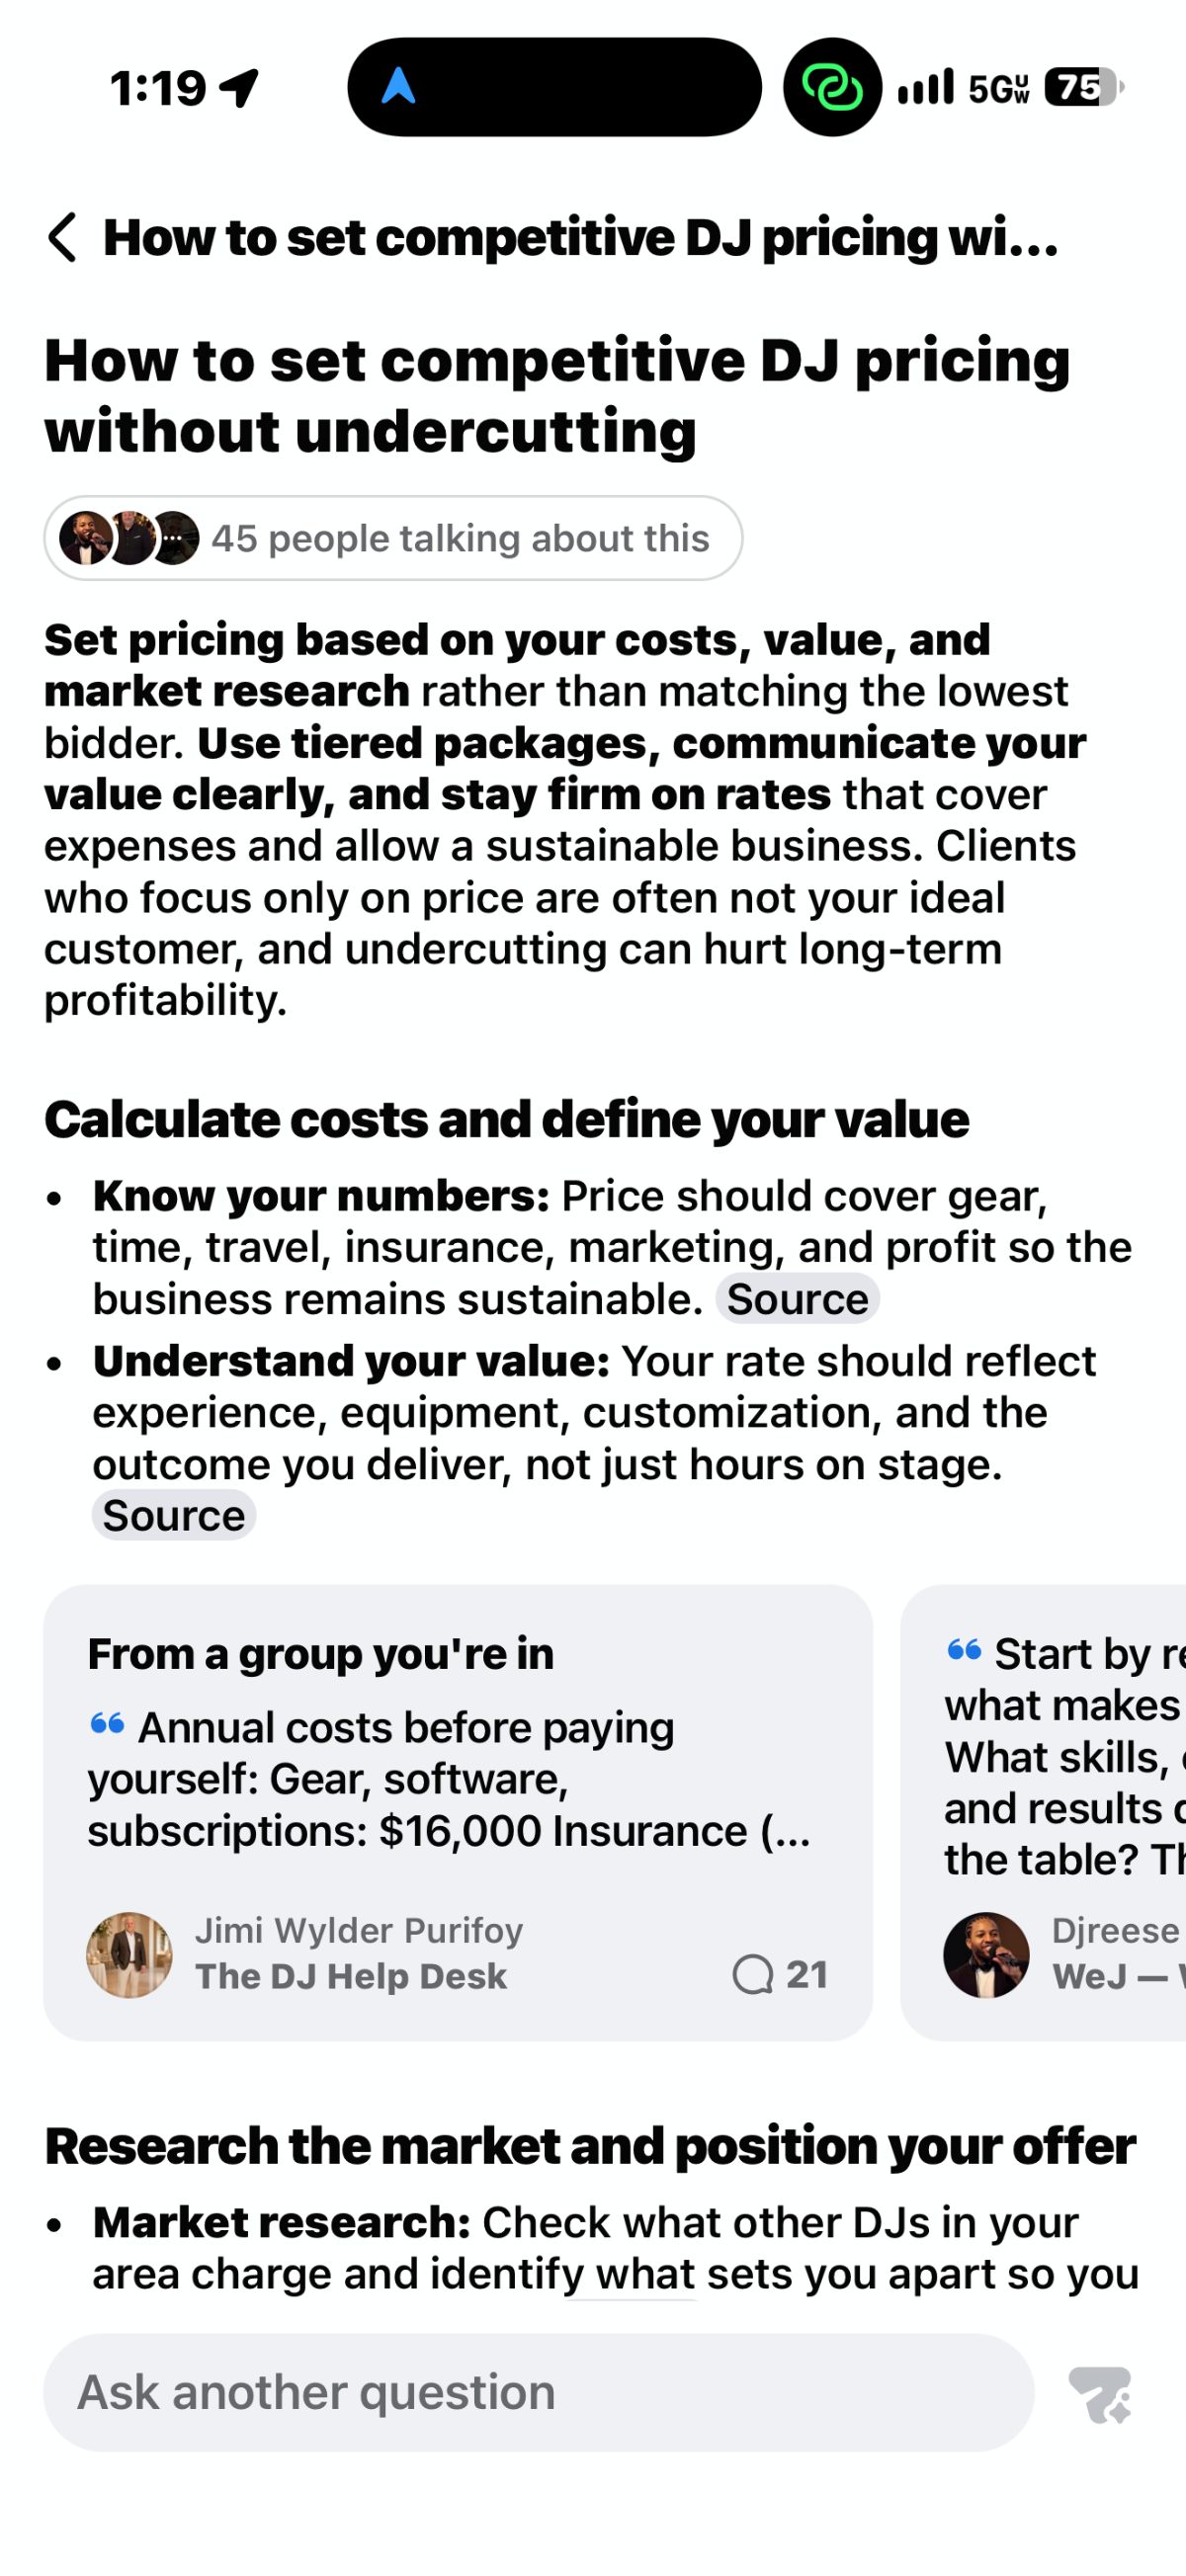 1:19
5GUW
75
How to set competitive DJ pricing wi...
How to set competitive DJ pricing
without undercutting
45 people talking about this
Set pricing based on your costs, value, and
market research rather than matching the lowest
bidder. Use tiered packages, communicate your
value clearly, and stay firm on rates that cover
expenses and allow a sustainable business. Clients
who focus only on price are often not your ideal
customer, and undercutting can hurt long-term
profitability.
Calculate costs and define your value
• Know your numbers: Price should cover gear,
time, travel, insurance, marketing, and profit so the
business remains sustainable. Source
• Understand your value: Your rate should reflect
experience, equipment, customization, and the
outcome you deliver, not just hours on stage.
Source
From a group you're in
“ Annual costs before paying
yourself: Gear, software,
subscriptions: $16,000 Insurance (...
Jimi Wylder Purifoy
The DJ Help Desk
21
“ Start by
what makes
What skills,
and results
the table?
Djreese
WeJ —
Research the market and position your offer
• Market research: Check what other DJs in your
area charge and identify what sets you apart so you
Ask another question